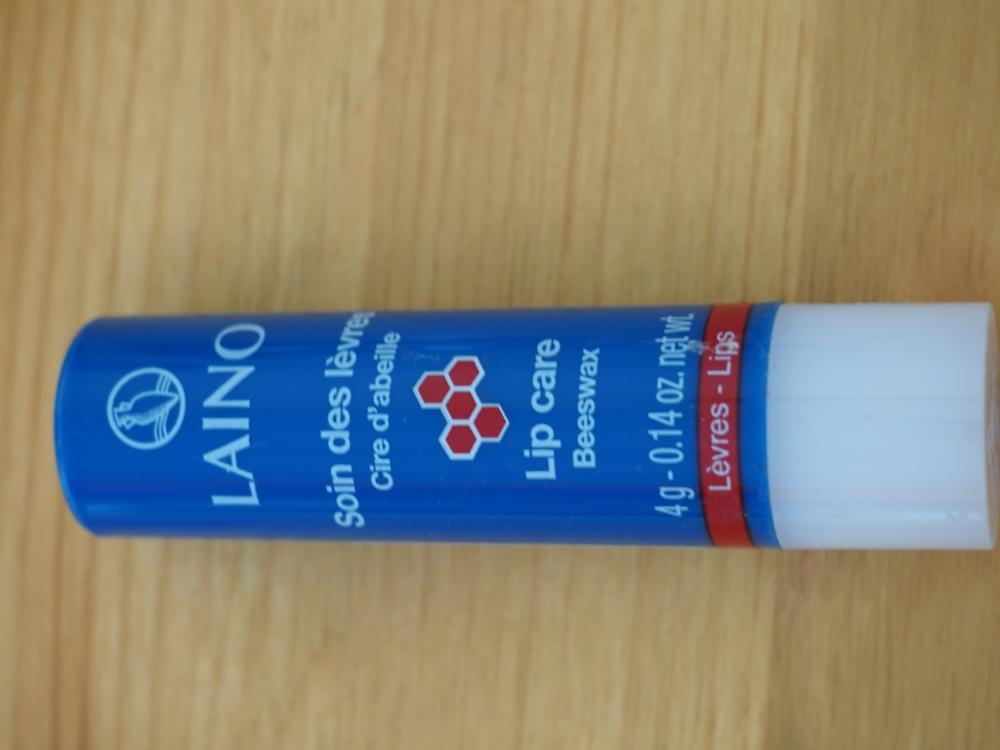 LAINO
Soin des lèvres
Cire d'abeille
Lip care
Beeswax
4 g - 0.14 oz. net wt.
Lèvres - Lips